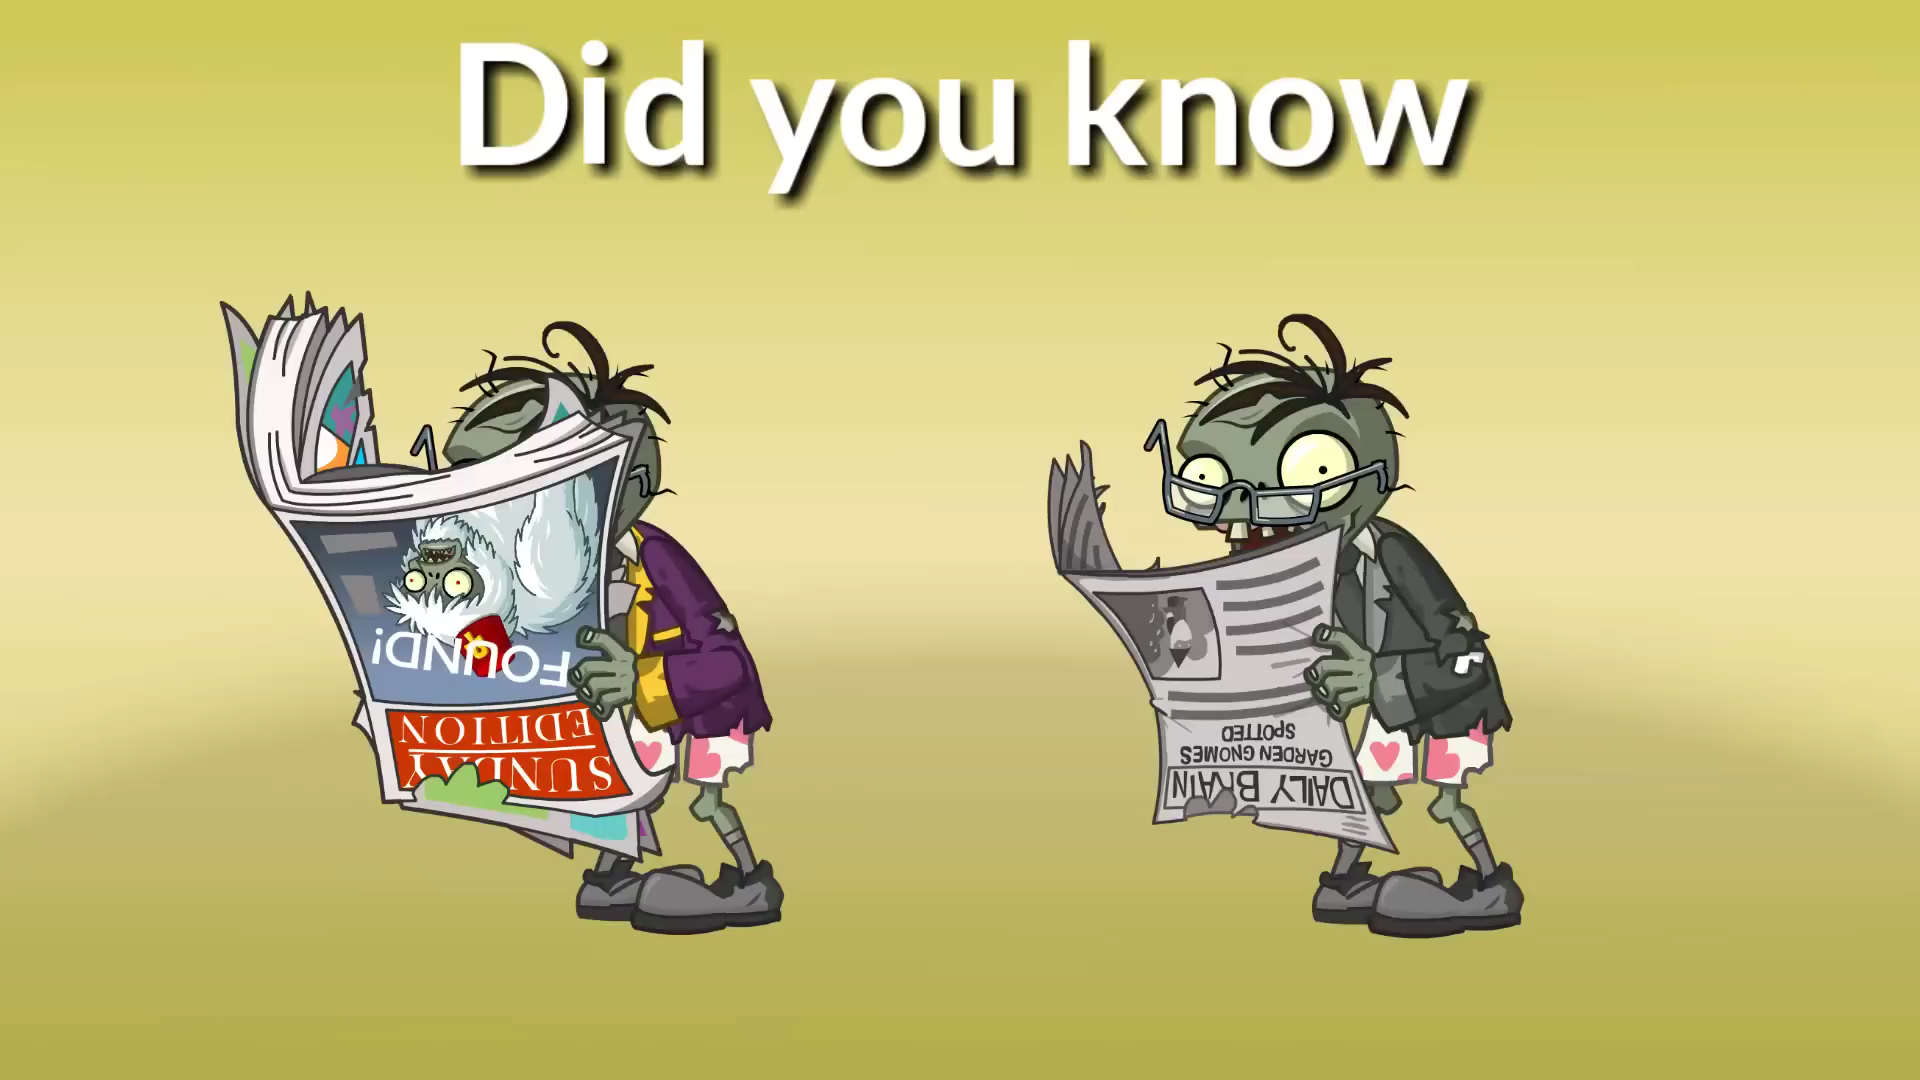 Did you know
FOUND!
SUNDAY
EDITION
DAILY BRAIN
GARDEN GNOMES
SPOTTED